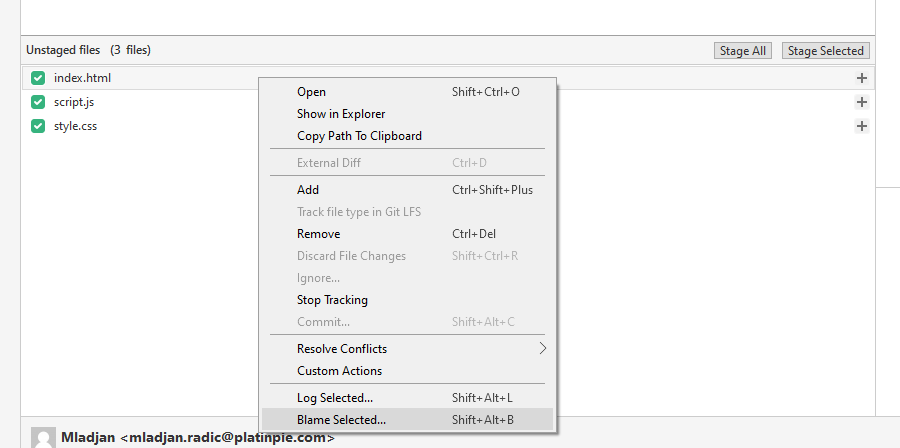 Unstaged files (3 files) Stage All Stage Selected
index.html +
script.js +
style.css +
Open Shift+Ctrl+O
Show in Explorer
Copy Path To Clipboard
External Diff Ctrl+D
Add Ctrl+Shift+Plus
Track file type in Git LFS
Remove Ctrl+Del
Discard File Changes Shift+Ctrl+R
Ignore...
Stop Tracking
Commit... Shift+Alt+C
Resolve Conflicts
Custom Actions
Log Selected... Shift+Alt+L
Blame Selected... Shift+Alt+B
Mladjan <mladjan.radic@platinpie.com>